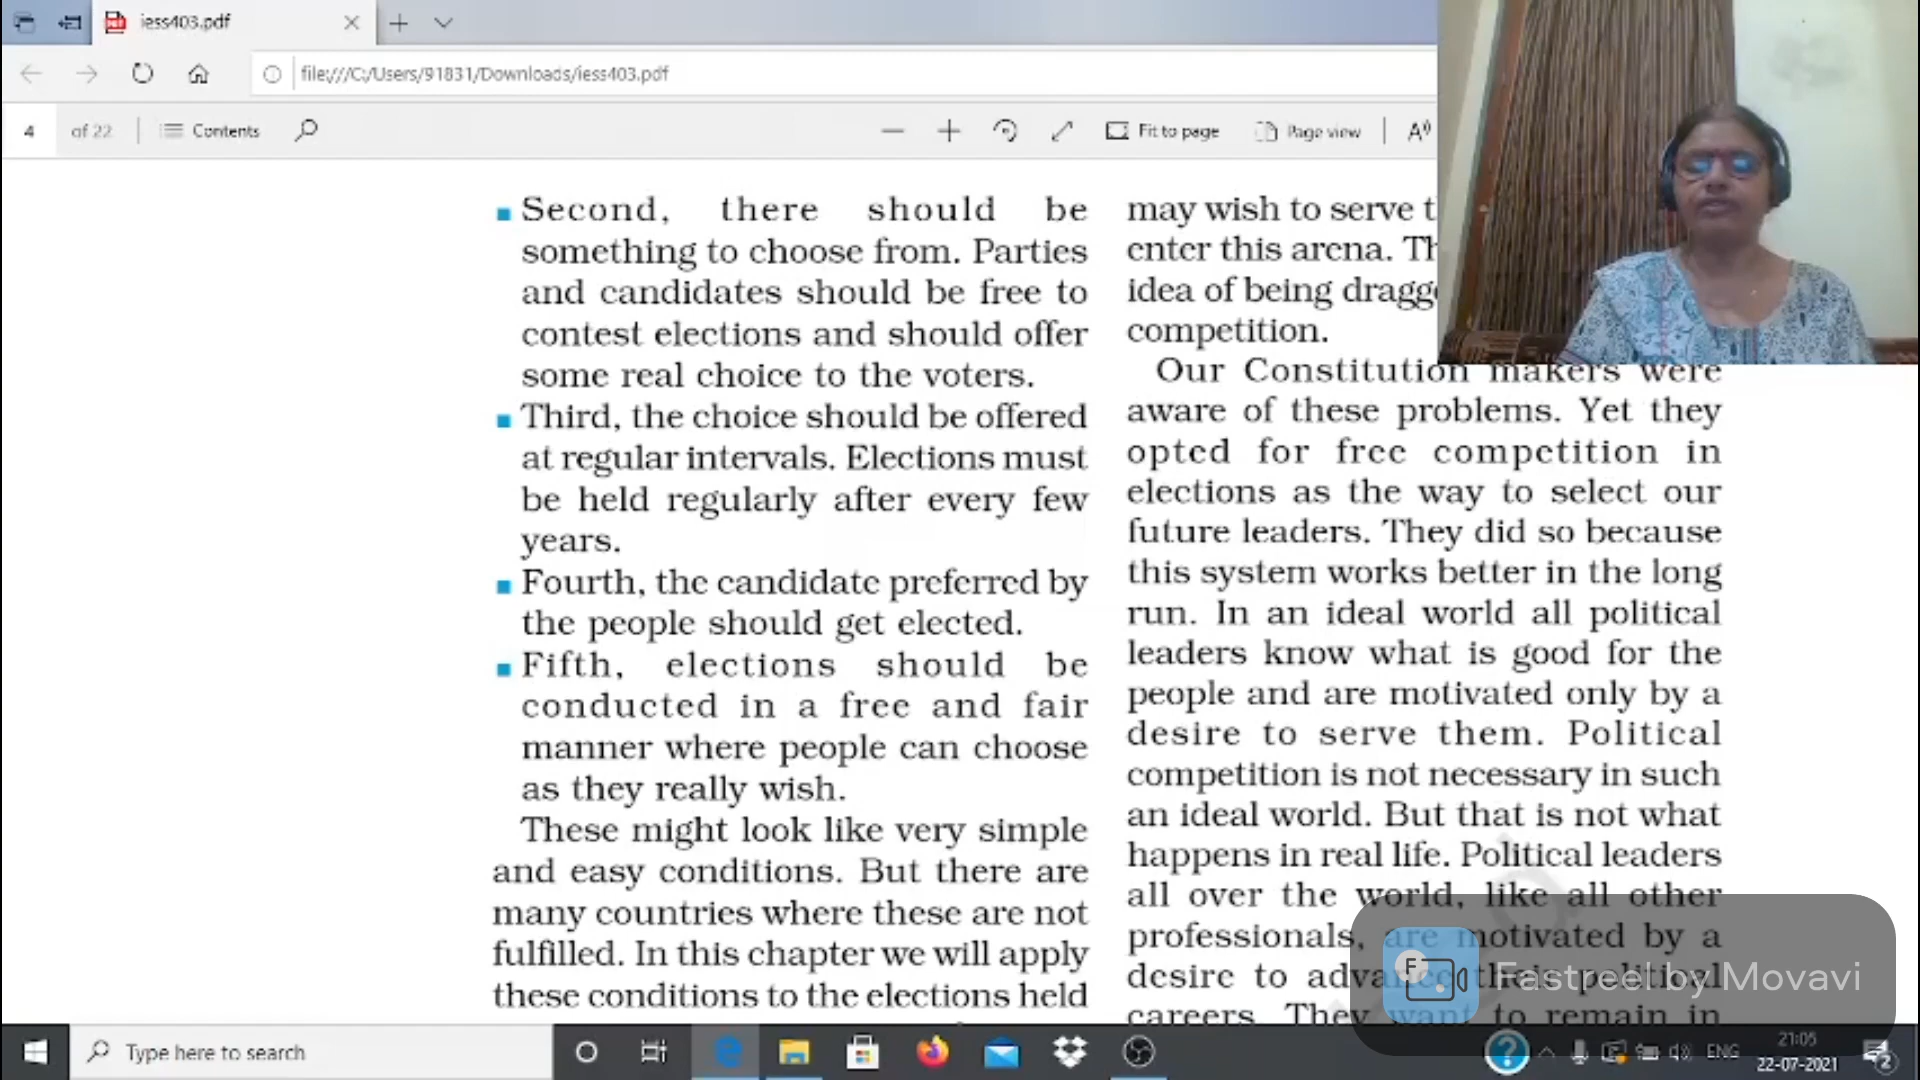 iess403.pdf
file:///C:/Users/91831/Downloads/iess403.pdf
4 of 22 Contents Fit to page Page view A
Second, there should be
something to choose from. Parties
and candidates should be free to
contest elections and should offer
some real choice to the voters.
Third, the choice should be offered
at regular intervals. Elections must
be held regularly after every few
years.
Fourth, the candidate preferred by
the people should get elected.
Fifth, elections should be
conducted in a free and fair
manner where people can choose
as they really wish.
These might look like very simple
and easy conditions. But there are
many countries where these are not
fulfilled. In this chapter we will apply
these conditions to the elections held
may wish to serve
enter this arena.
idea of being
competition.
Our Constitution makers were
aware of these problems. Yet they
opted for free competition in
elections as the way to select our
future leaders. They did so because
this system works better in the long
run. In an ideal world all political
leaders know what is good for the
people and are motivated only by a
desire to serve them. Political
competition is not necessary in such
an ideal world. But that is not what
happens in real life. Political leaders
all over the world, like all other
professionals, are motivated by a
desire to advance their political
careers. They want to remain in
Fastreel by Movavi
Type here to search
ENG
21:05
22-07-2021
2